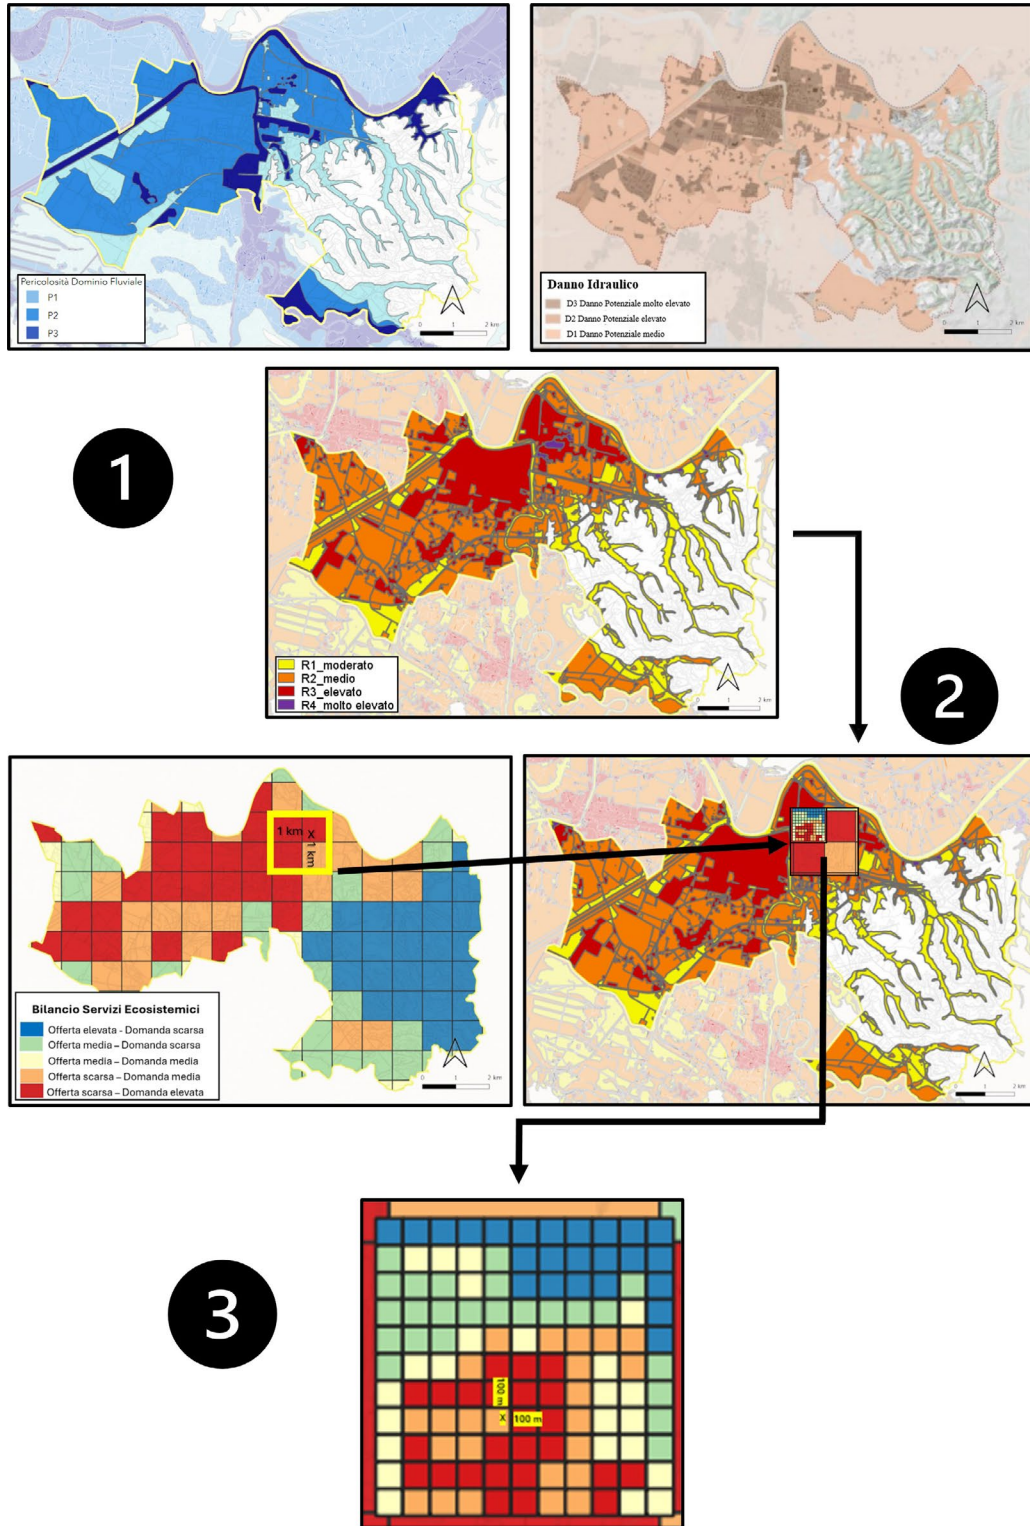 Pericolosità Dominio Fluviale
P1
P2
P3
0 1 2 km
Danno Idraulico
D3 Danno Potenziale molto elevato
D2 Danno Potenziale elevato
D1 Danno Potenziale medio
0 1 2 km
1
R1_moderato
R2_medio
R3_elevato
R4_molto elevato
0 1 2 km
2
1 km X 1 km
Bilancio Servizi Ecosistemici
Offerta elevata - Domanda scarsa
Offerta media – Domanda scarsa
Offerta media – Domanda media
Offerta scarsa – Domanda media
Offerta scarsa – Domanda elevata
0 1 2 km
0 1 2 km
3
100 m X 100 m